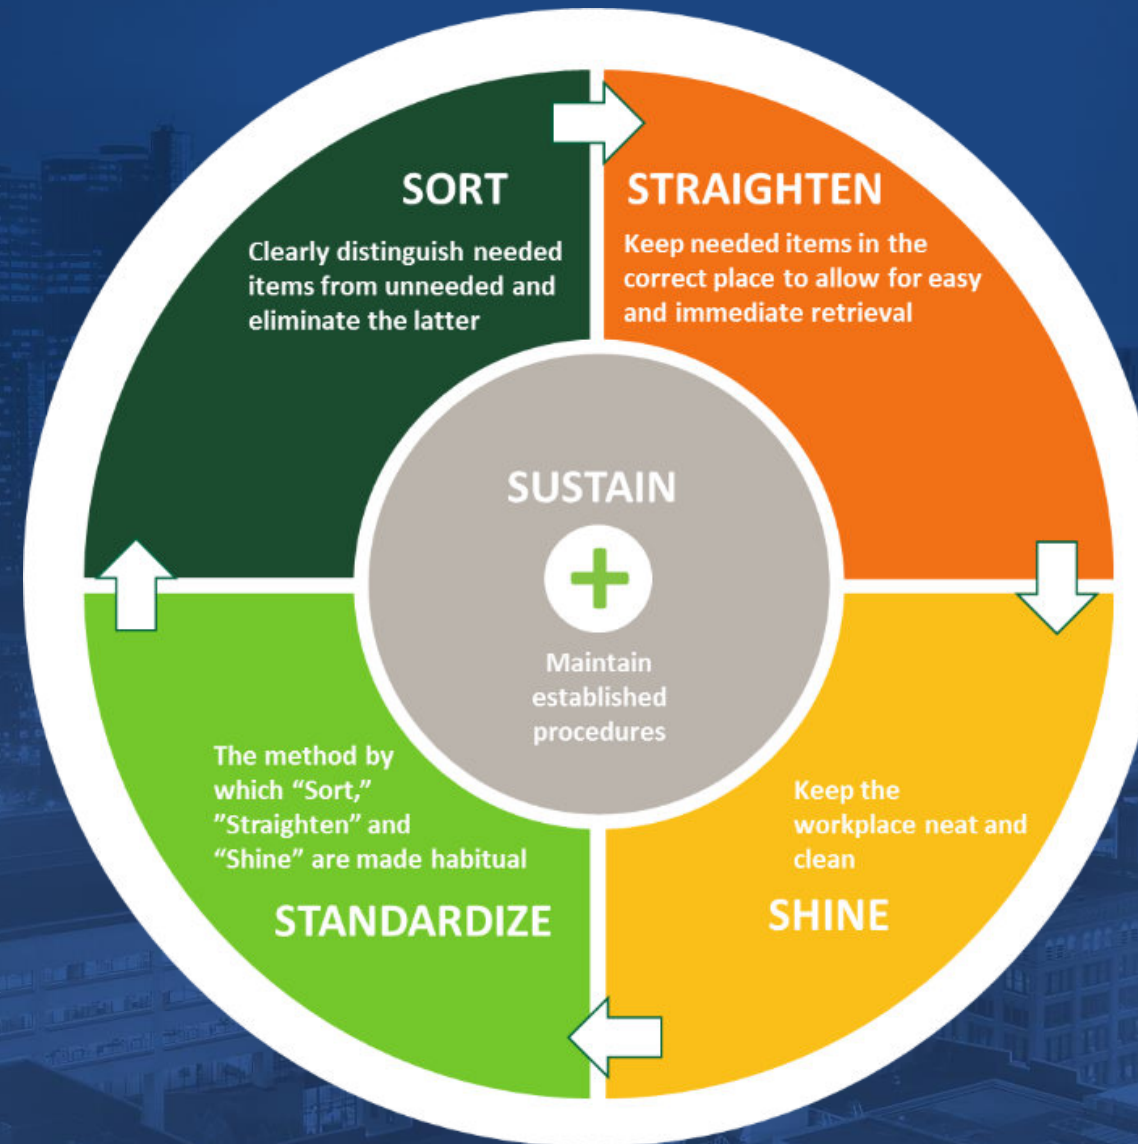 SORT
Clearly distinguish needed
items from unneeded and
eliminate the latter
STRAIGHTEN
Keep needed items in the
correct place to allow for easy
and immediate retrieval
SUSTAIN
Maintain
established
procedures
Keep the
workplace neat and
clean
SHINE
The method by
which “Sort,”
”Straighten” and
“Shine” are made habitual
STANDARDIZE